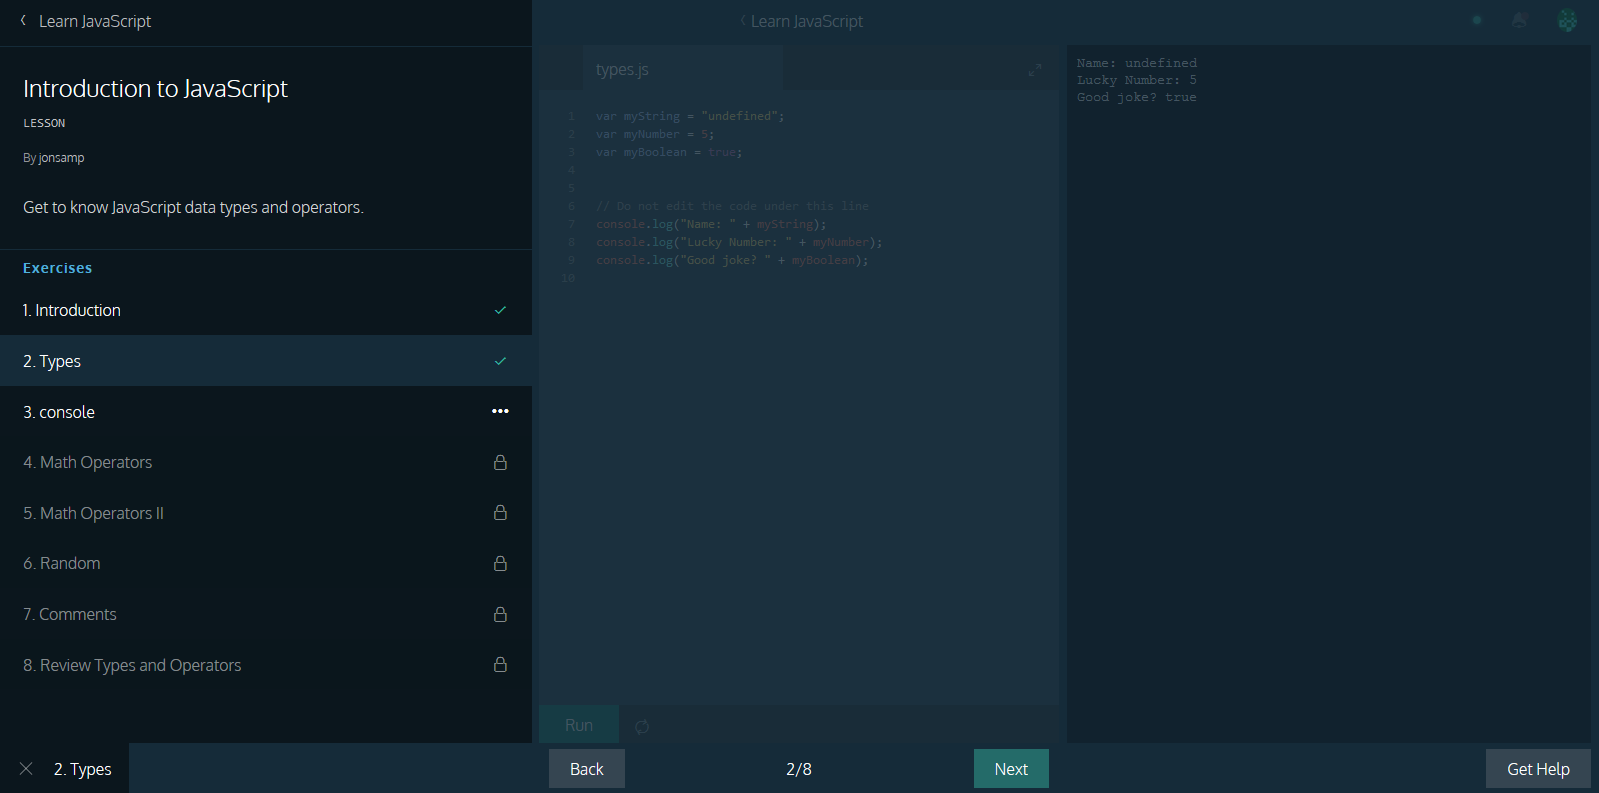 Learn JavaScript
Introduction to JavaScript
LESSON
By jonsamp
Get to know JavaScript data types and operators.
Exercises
1. Introduction
2. Types
3. console
4. Math Operators
5. Math Operators II
6. Random
7. Comments
8. Review Types and Operators
2. Types
Learn JavaScript
types.js
1 var myString = "undefined";
2 var myNumber = 5;
3 var myBoolean = true;
4
5
6 // Do not edit the code under this line
7 console.log("Name: " + myString);
8 console.log("Lucky Number: " + myNumber);
9 console.log("Good joke? " + myBoolean);
10
Run
Name: undefined
Lucky Number: 5
Good joke? true
Back
2/8
Next
Get Help